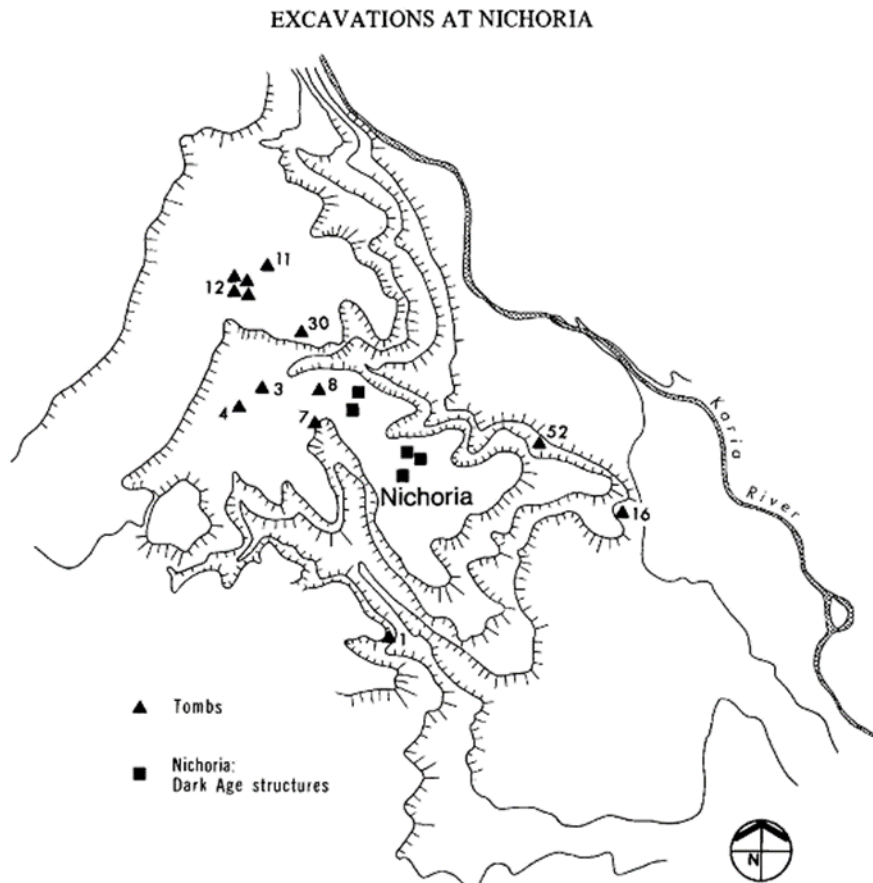 EXCAVATIONS AT NICHORIA
11
12
30
3
8
4
7
52
Nichoria
16
Karia
River
1
Tombs
Nichoria:
Dark Age structures
N